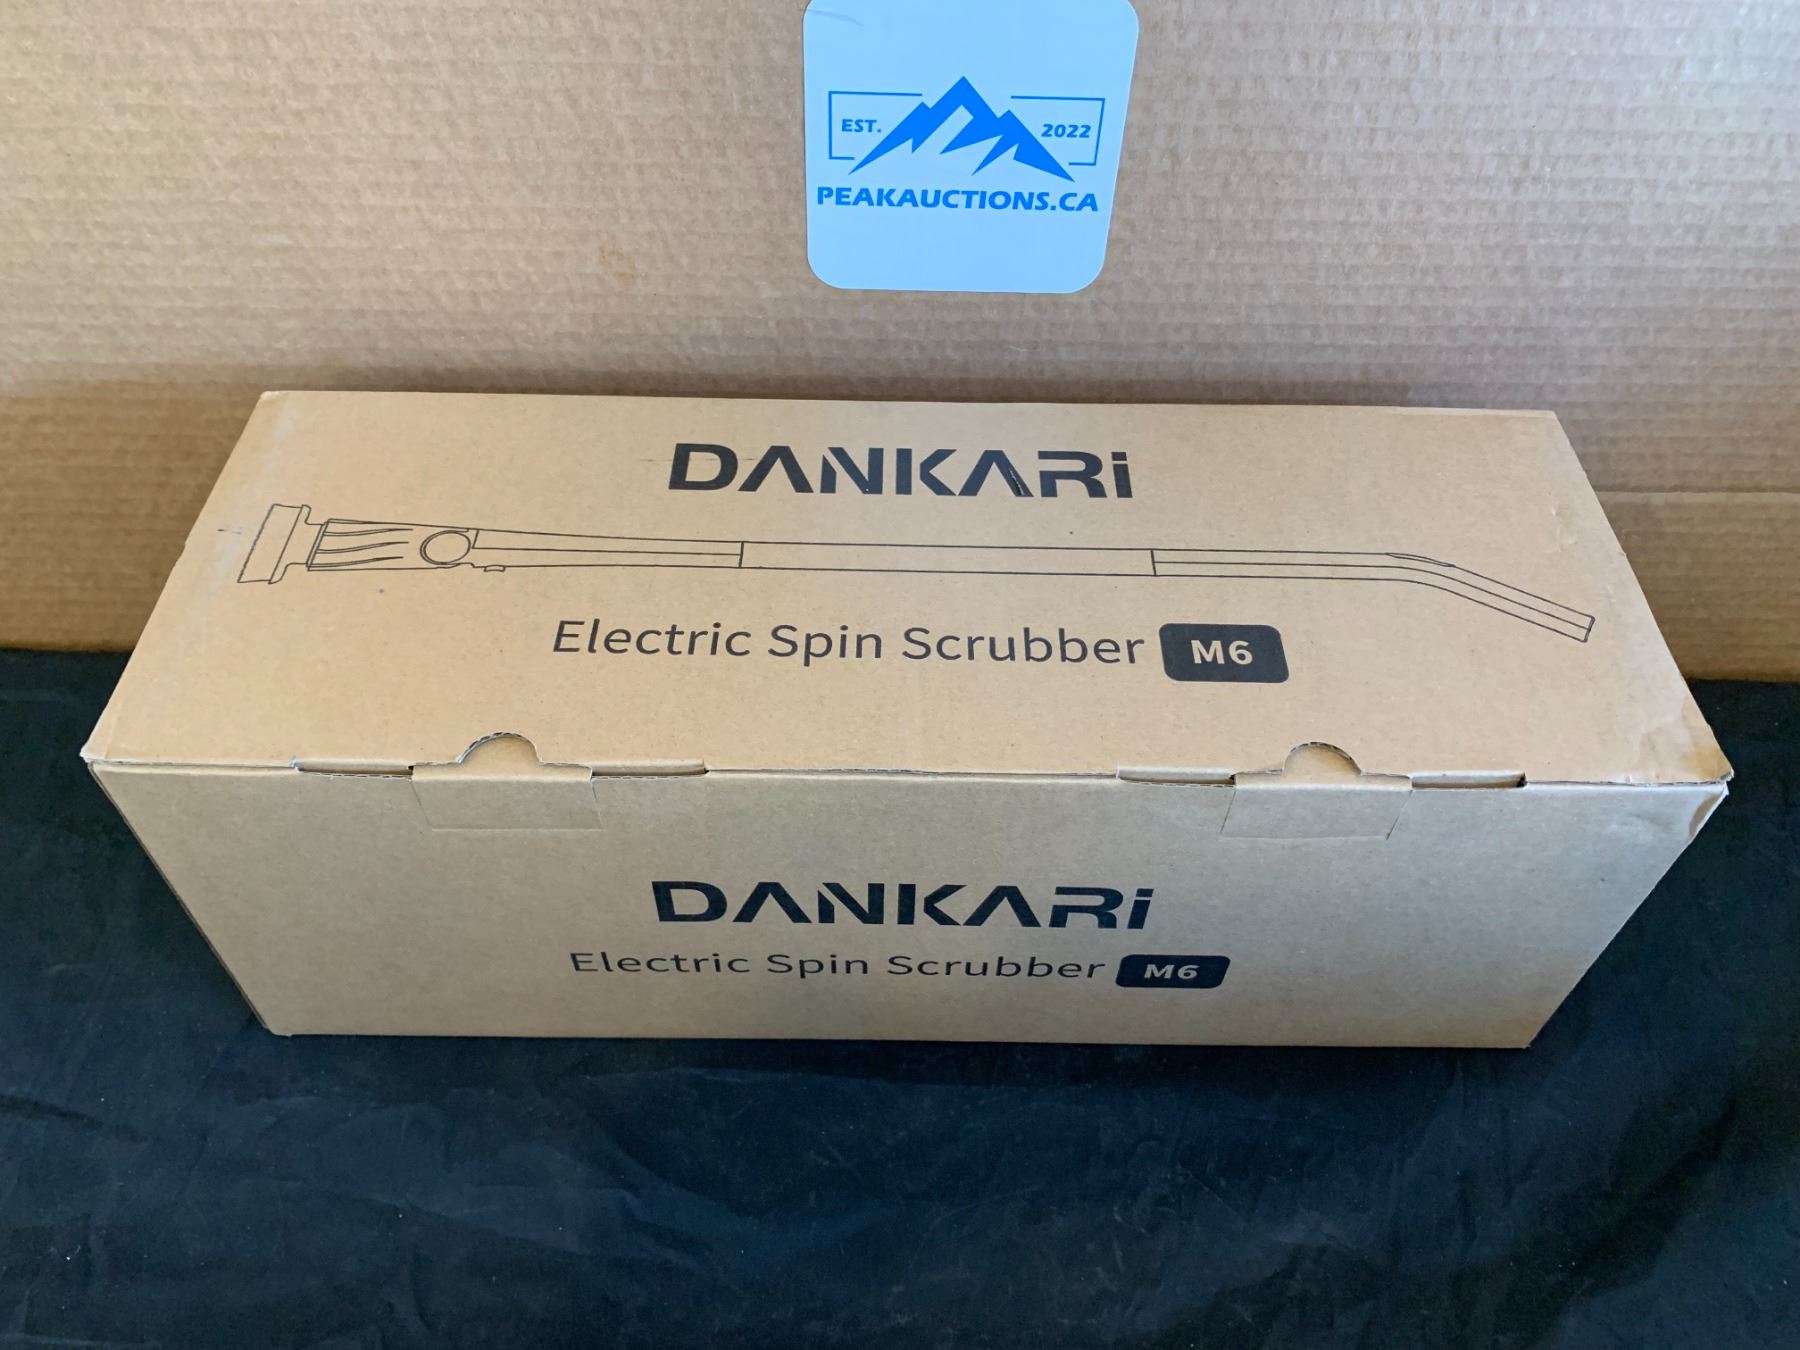 EST. 2022
PEAKAUCTIONS.CA
DANKARi
Electric Spin Scrubber M6
DANKARi
Electric Spin Scrubber M6